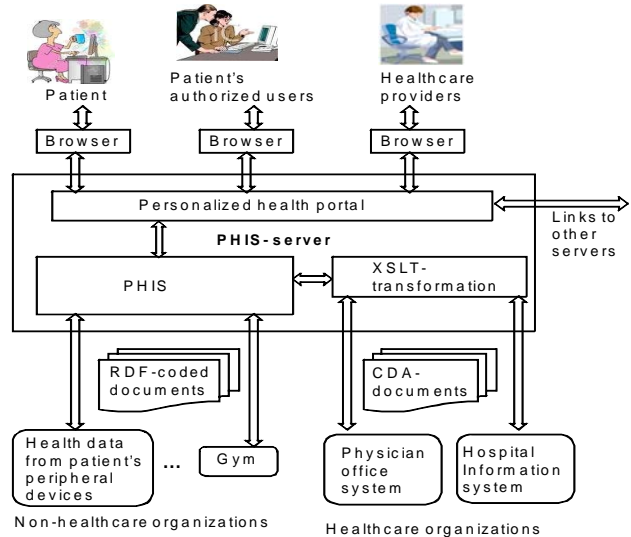 Patient
Patient's
authorized users
Healthcare
providers
Browser
Browser
Browser
Personalized health portal
Links to
other
servers
PHIS-server
PHIS
XSLT-
transformation
RDF-coded
documents
CDA-
documents
Health data
from patient's
peripheral
devices
...
Gym
Physician
office
system
Hospital
Information
system
Non-healthcare organizations
Healthcare organizations